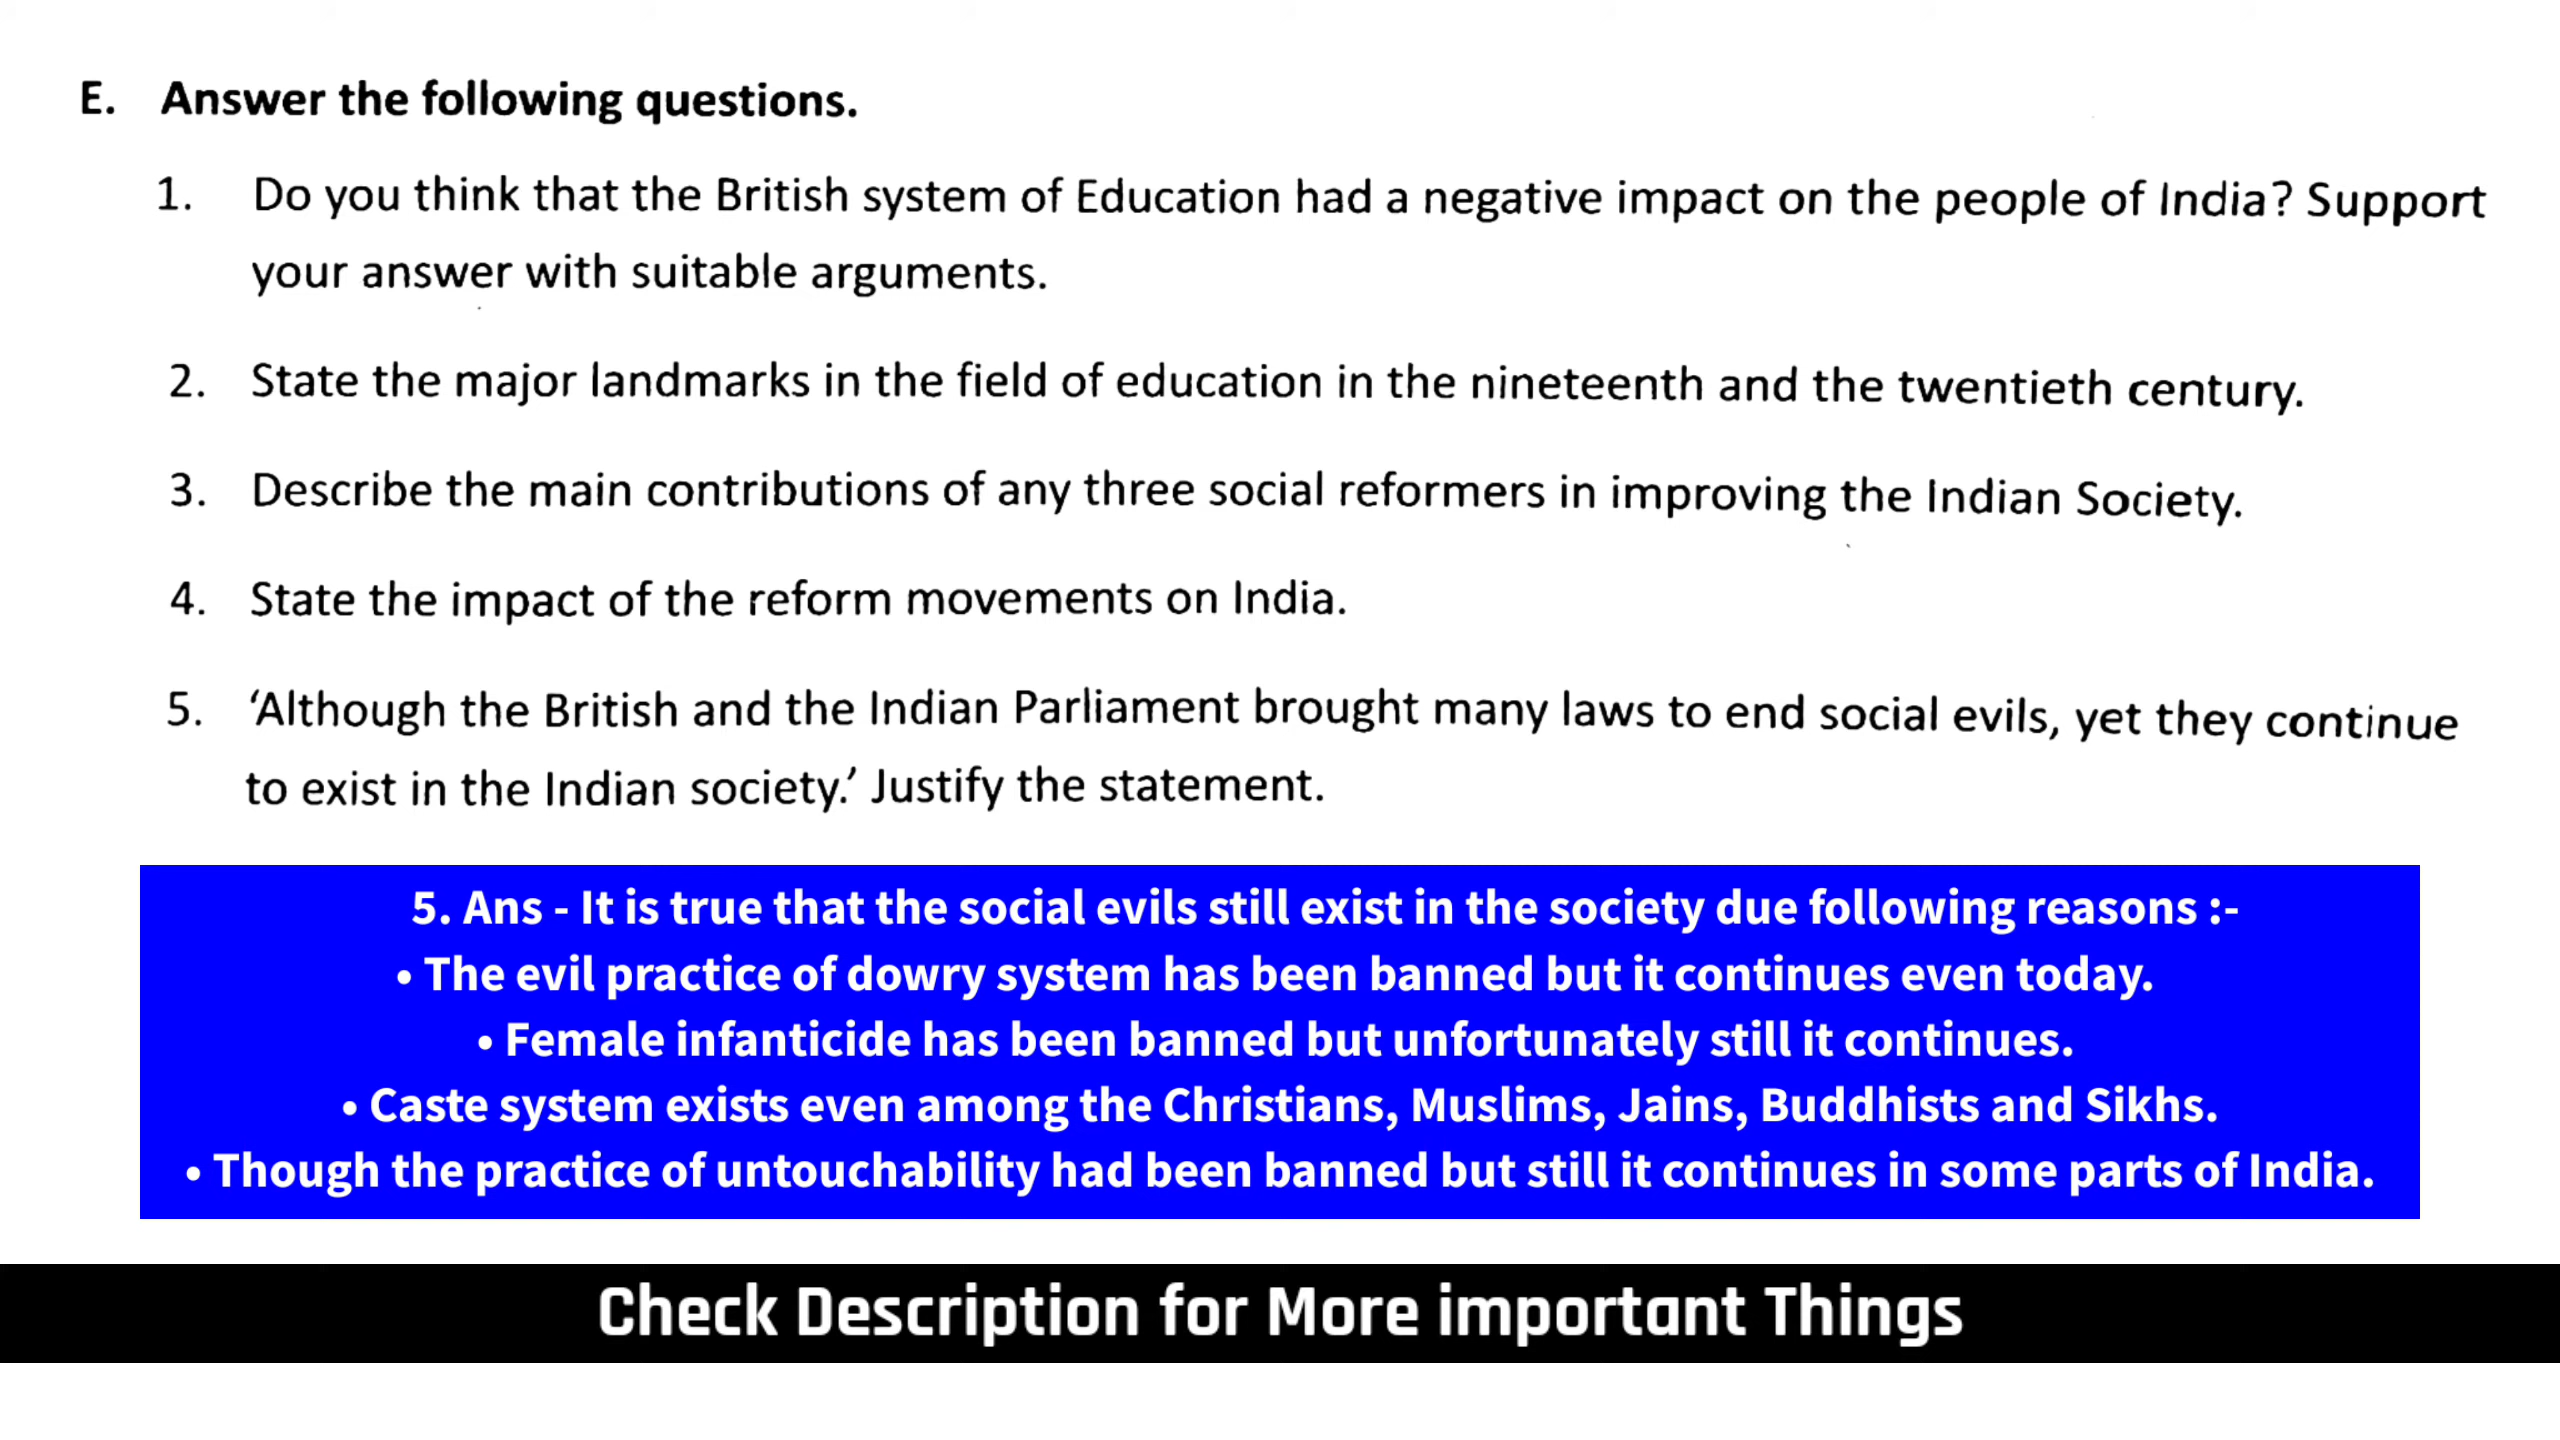 E. Answer the following questions.
1. Do you think that the British system of Education had a negative impact on the people of India? Support
your answer with suitable arguments.
2. State the major landmarks in the field of education in the nineteenth and the twentieth century.
3. Describe the main contributions of any three social reformers in improving the Indian Society.
4. State the impact of the reform movements on India.
5. ‘Although the British and the Indian Parliament brought many laws to end social evils, yet they continue
to exist in the Indian society.’ Justify the statement.
5. Ans - It is true that the social evils still exist in the society due following reasons :-
• The evil practice of dowry system has been banned but it continues even today.
• Female infanticide has been banned but unfortunately still it continues.
• Caste system exists even among the Christians, Muslims, Jains, Buddhists and Sikhs.
• Though the practice of untouchability had been banned but still it continues in some parts of India.
Check Description for More important Things